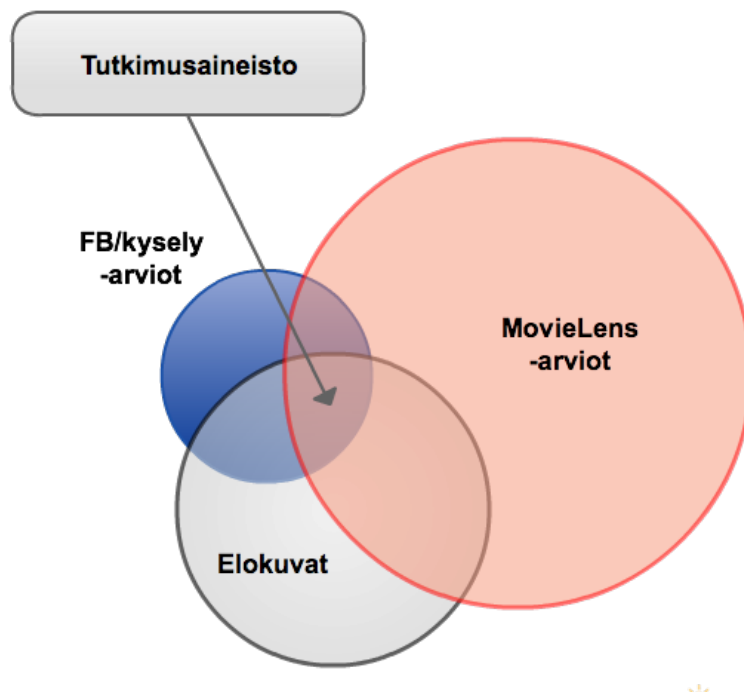 Tutkimusaineisto
FB/kysely
-arviot
MovieLens
-arviot
Elokuvat